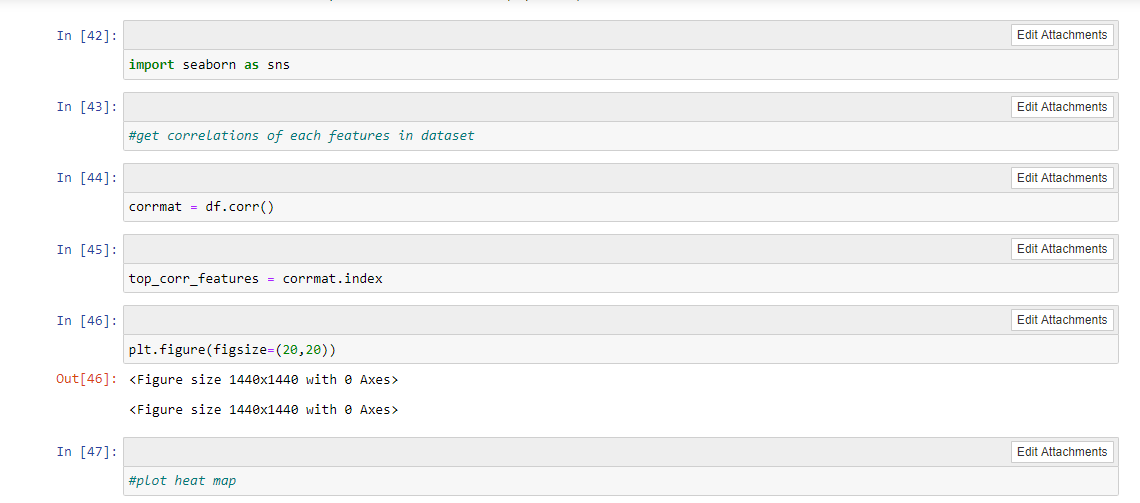 In [42]:
Edit Attachments
import seaborn as sns
In [43]:
Edit Attachments
#get correlations of each features in dataset
In [44]:
Edit Attachments
corrmat = df.corr()
In [45]:
Edit Attachments
top_corr_features = corrmat.index
In [46]:
Edit Attachments
plt.figure(figsize=(20,20))
Out[46]: <Figure size 1440x1440 with 0 Axes>
<Figure size 1440x1440 with 0 Axes>
In [47]:
Edit Attachments
#plot heat map